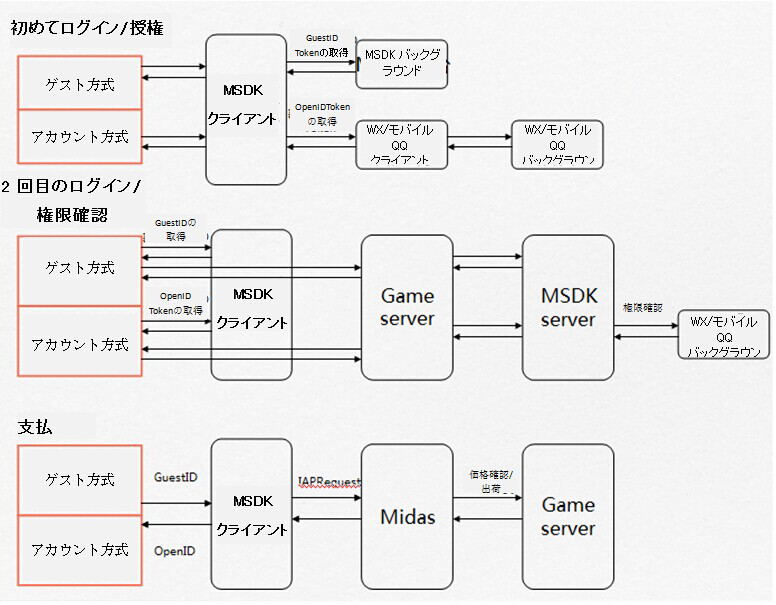 初めてログイン/授権
ゲスト方式
アカウント方式
MSDK
クライアント
GuestID
Tokenの取得
MSDK バックグ
ラウンド
OpenIDToken
の取得
WX/モバイル
QQ
クライアント
WX/モバイル
QQ
バックグラウン
2 回目のログイン/
権限確認
ゲスト方式
アカウント方式
GuestIDの
取得
OpenID
Tokenの取得
MSDK
クライアント
Game
server
MSDK
server
権限確認
WX/モバイル
QQ
バックグラウン
支払
ゲスト方式
アカウント方式
GuestID
OpenID
MSDK
クライアント
IAPRequest
Midas
価格確認/
出荷
Game
server